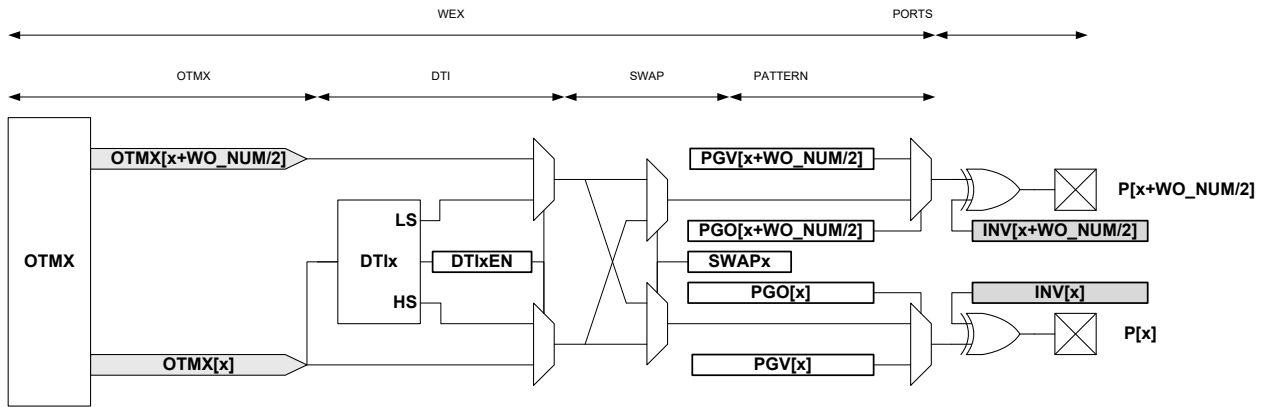 WEX
PORTS
OTMX
DTI
SWAP
PATTERN
OTMX[x+WO_NUM/2]
PGV[x+WO_NUM/2]
P[x+WO_NUM/2]
LS
PGO[x+WO_NUM/2]
INV[x+WO_NUM/2]
OTMX
DTIx
DTIxEN
SWAPx
HS
PGO[x]
INV[x]
P[x]
OTMX[x]
PGV[x]